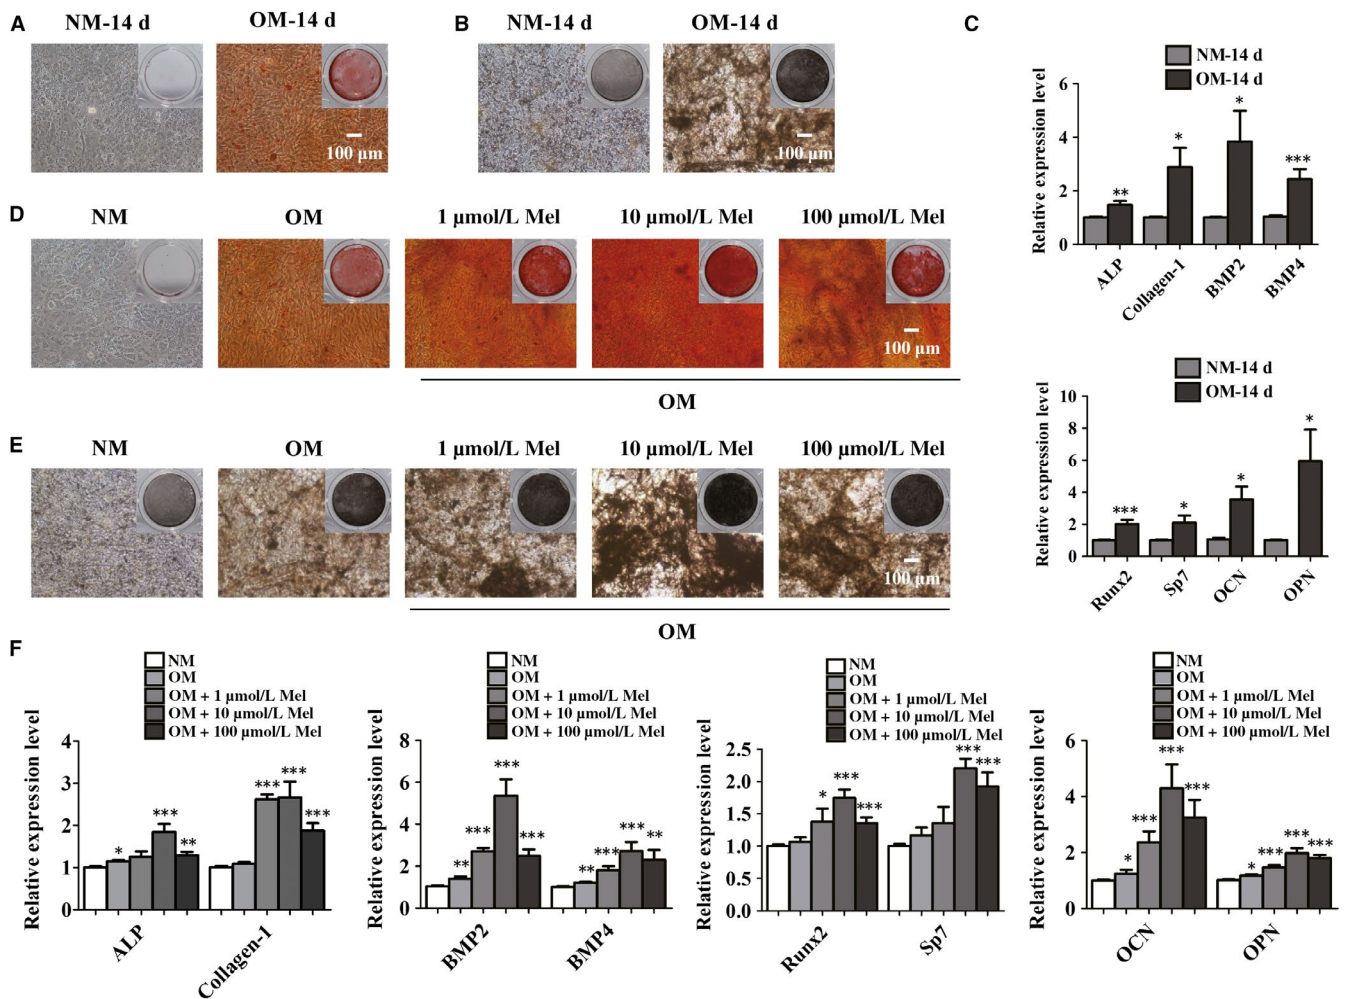 A
NM-14 d
OM-14 d
100 µm
B
NM-14 d
OM-14 d
100 µm
C
NM-14 d
OM-14 d
Relative expression level
6
4
2
0
**
*
*
***
ALP
Collagen-1
BMP2
BMP4
NM-14 d
OM-14 d
Relative expression level
10
8
6
4
2
0
***
*
*
*
Runx2
Sp7
OCN
OPN
D
NM
OM
1 µmol/L Mel
10 µmol/L Mel
100 µmol/L Mel
100 µm
OM
E
NM
OM
1 µmol/L Mel
10 µmol/L Mel
100 µmol/L Mel
100 µm
OM
F
NM
OM
OM + 1 µmol/L Mel
OM + 10 µmol/L Mel
OM + 100 µmol/L Mel
Relative expression level
4
3
2
1
0
*
***
**
***
***
***
ALP
Collagen-1
NM
OM
OM + 1 µmol/L Mel
OM + 10 µmol/L Mel
OM + 100 µmol/L Mel
Relative expression level
8
6
4
2
0
**
***
***
***
**
***
***
**
BMP2
BMP4
NM
OM
OM + 1 µmol/L Mel
OM + 10 µmol/L Mel
OM + 100 µmol/L Mel
Relative expression level
2.5
2.0
1.5
1.0
0.5
0.0
*
***
***
***
***
Runx2
Sp7
NM
OM
OM + 1 µmol/L Mel
OM + 10 µmol/L Mel
OM + 100 µmol/L Mel
Relative expression level
6
4
2
0
*
***
***
***
*
***
***
***
OCN
OPN